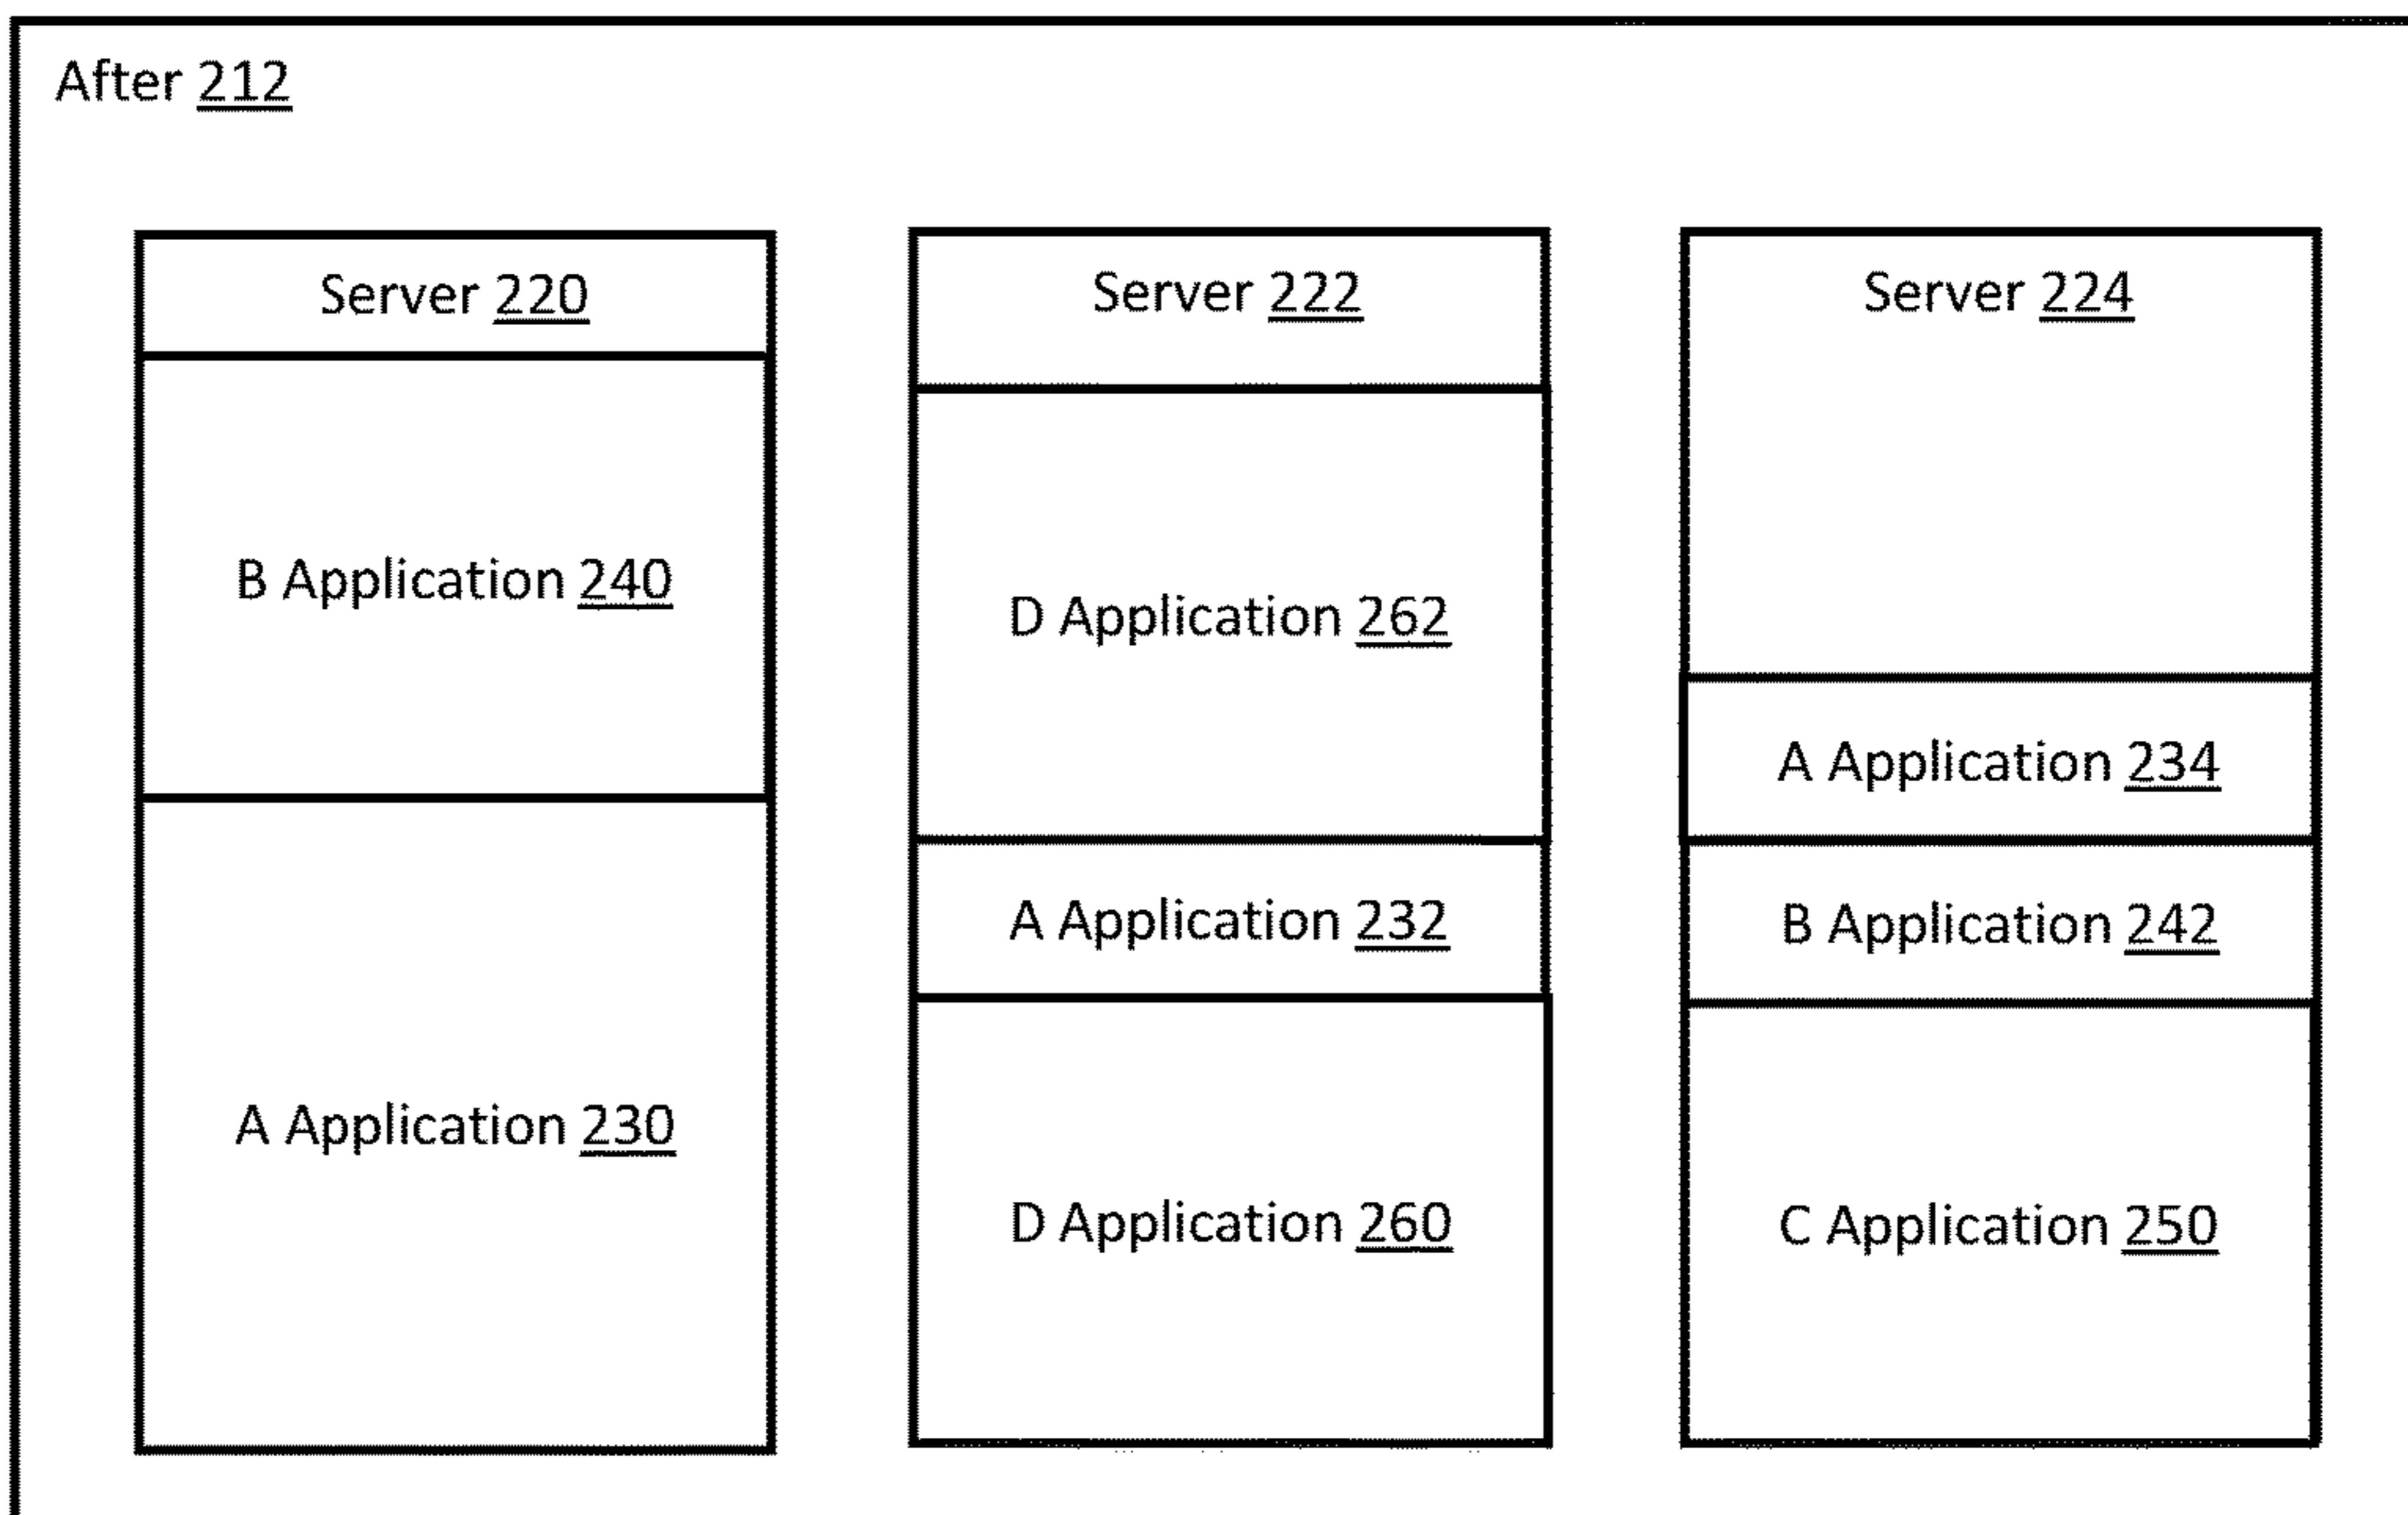 After 212
Server 220
B Application 240
A Application 230
Server 222
D Application 262
A Application 232
D Application 260
Server 224
A Application 234
B Application 242
C Application 250